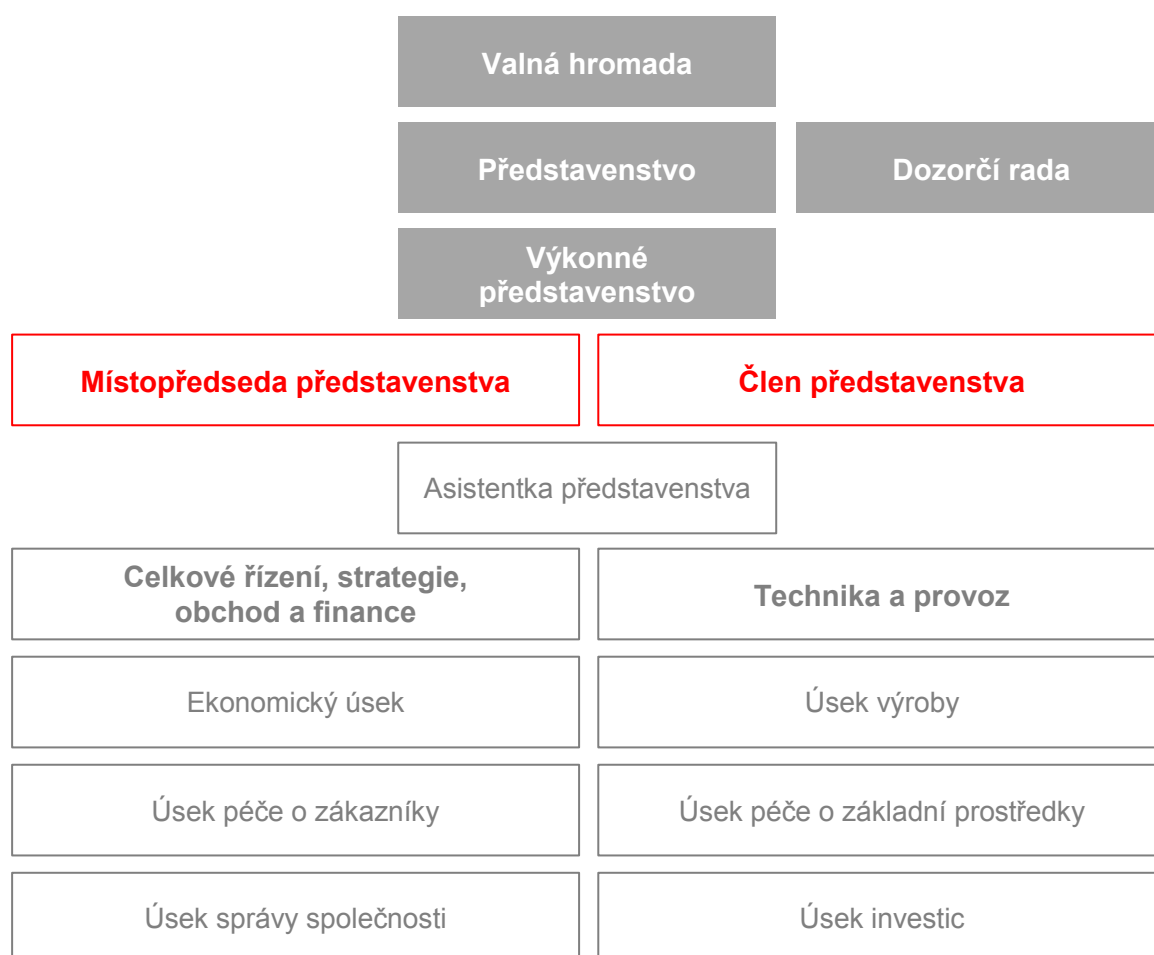 Valná hromada
Představenstvo
Dozorčí rada
Výkonné
představenstvo
Místopředseda představenstva
Člen představenstva
Asistentka představenstva
Celkové řízení, strategie,
obchod a finance
Technika a provoz
Ekonomický úsek
Úsek výroby
Úsek péče o zákazníky
Úsek péče o základní prostředky
Úsek správy společnosti
Úsek investic